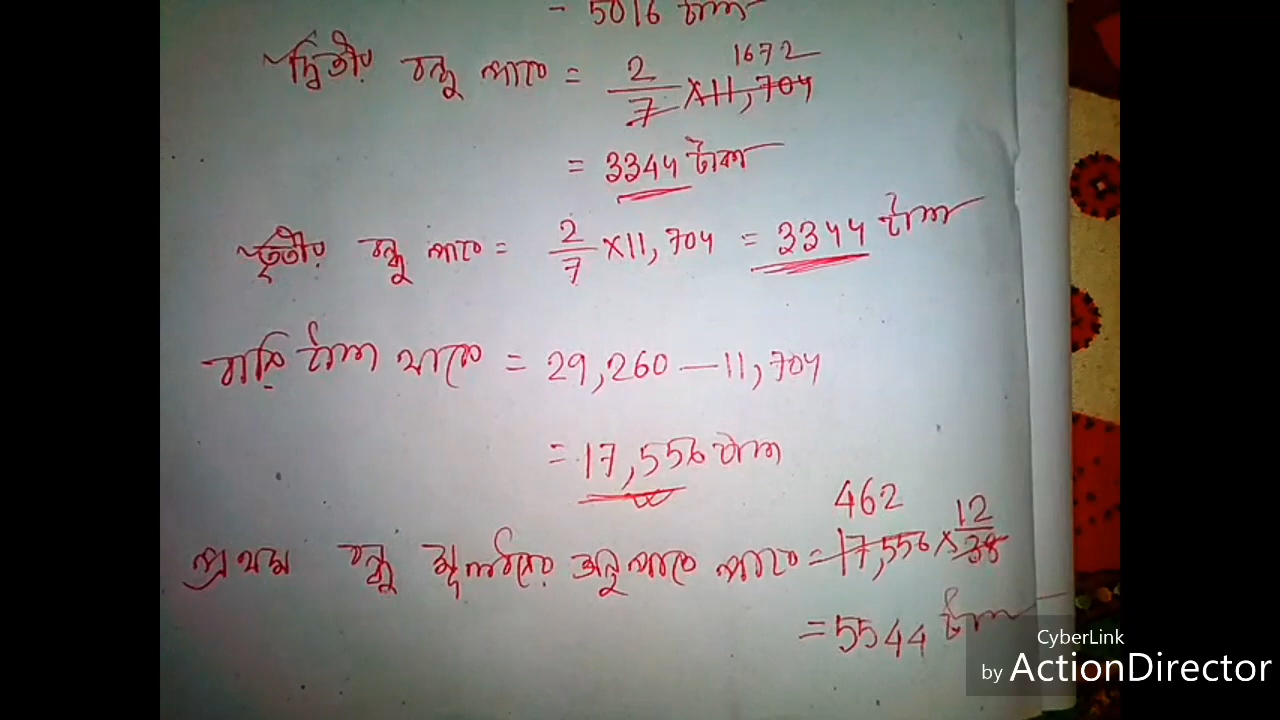 = 5016 টাকা
দ্বিতীয় বন্ধু পাবে = 2/7 × 11,704 1672
= 3344 টাকা
তৃতীয় বন্ধু পাবে = 2/7 × 11,704 = 3344 টাকা
বাকি টাকা থাকে = 29,260 — 11,704
= 17,556 টাকা
প্রথম বন্ধু মূলধনের অনুপাতে পাবে = 17,556 × 12/38 462
= 5544 টাকা
CyberLink
by ActionDirector